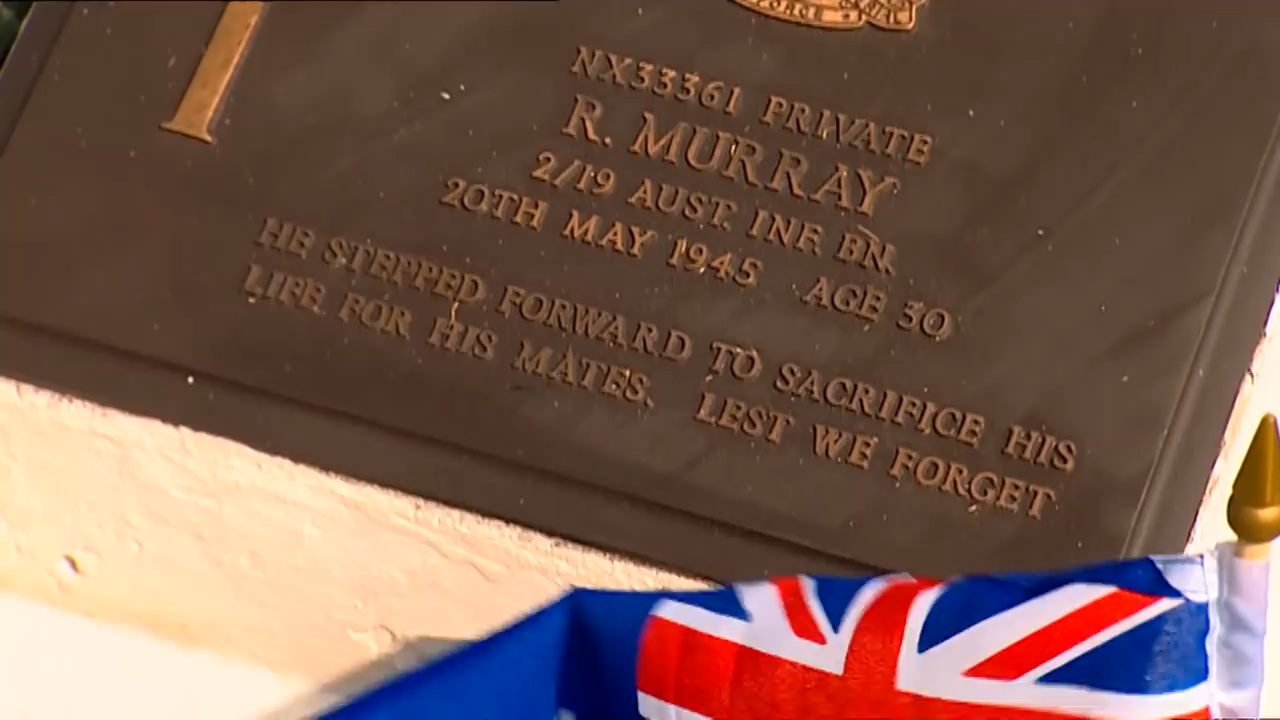 FORCE
NX33361 PRIVATE
R. MURRAY
2/19 AUST. INF. BN.
20TH MAY 1945 AGE 30
HE STEPPED FORWARD TO SACRIFICE HIS
LIFE FOR HIS MATES. LEST WE FORGET